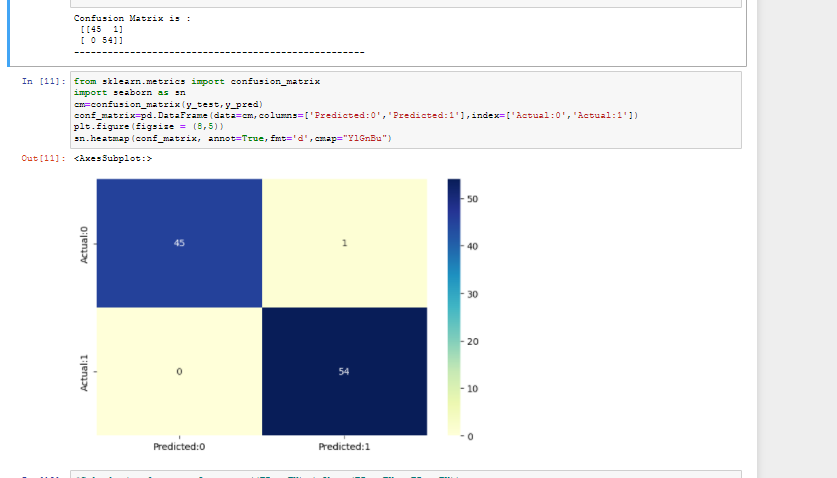 Confusion Matrix is :
[[45 1]
[ 0 54]]
----------------------------------------------------
In [11]: from sklearn.metrics import confusion_matrix
import seaborn as sn
cm=confusion_matrix(y_test,y_pred)
conf_matrix=pd.DataFrame(data=cm,columns=['Predicted:0','Predicted:1'],index=['Actual:0','Actual:1'])
plt.figure(figsize = (8,5))
sn.heatmap(conf_matrix, annot=True,fmt='d',cmap="YlGnBu")
Out[11]: <AxesSubplot:>
Actual:0
45
1
Actual:1
0
54
Predicted:0
Predicted:1
50
40
30
20
10
0